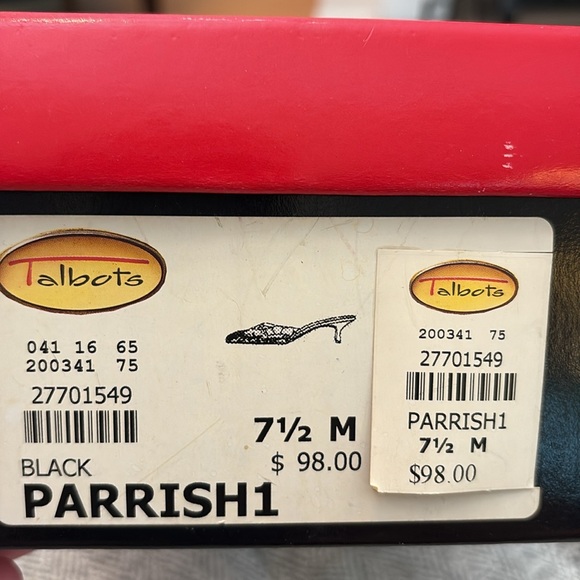 Talbots
041 16 65
200341 75
27701549
7½ M
BLACK
$ 98.00
PARRISH1
Talbots
200341 75
27701549
PARRISH1
7½ M
$98.00